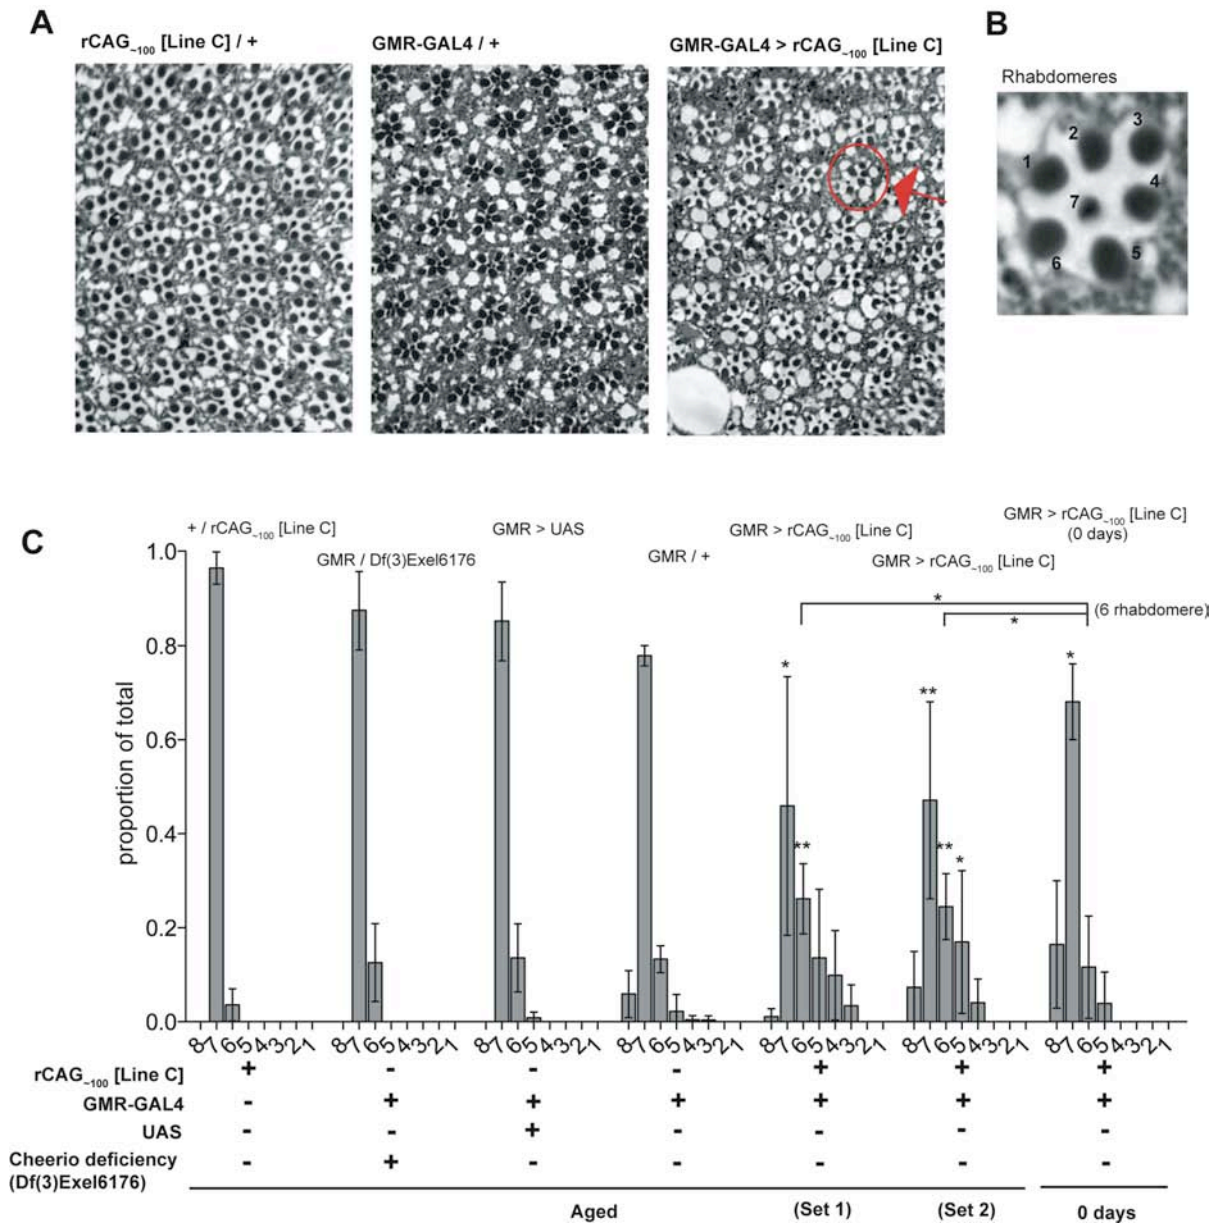 A
rCAG~100 [Line C] / +
GMR-GAL4 / +
GMR-GAL4 > rCAG~100 [Line C]
B
Rhabdomeres
1
2
3
4
5
6
7
C
+ / rCAG~100 [Line C]
GMR / Df(3)Exel6176
GMR > UAS
GMR / +
GMR > rCAG~100 [Line C]
GMR > rCAG~100 [Line C]
GMR > rCAG~100 [Line C]
(0 days)
*
*
(6 rhabdomere)
* ** ** ** * *
proportion of total
1.0
0.8
0.6
0.4
0.2
0.0
8 7 6 5 4 3 2 1 8 7 6 5 4 3 2 1 8 7 6 5 4 3 2 1 8 7 6 5 4 3 2 1 8 7 6 5 4 3 2 1 8 7 6 5 4 3 2 1 8 7 6 5 4 3 2 1
rCAG~100 [Line C] + - - - + + +
GMR-GAL4 - + + + + + +
UAS - - + - - - -
Cheerio deficiency - + - - - - -
(Df(3)Exel6176)
Aged (Set 1) (Set 2) 0 days